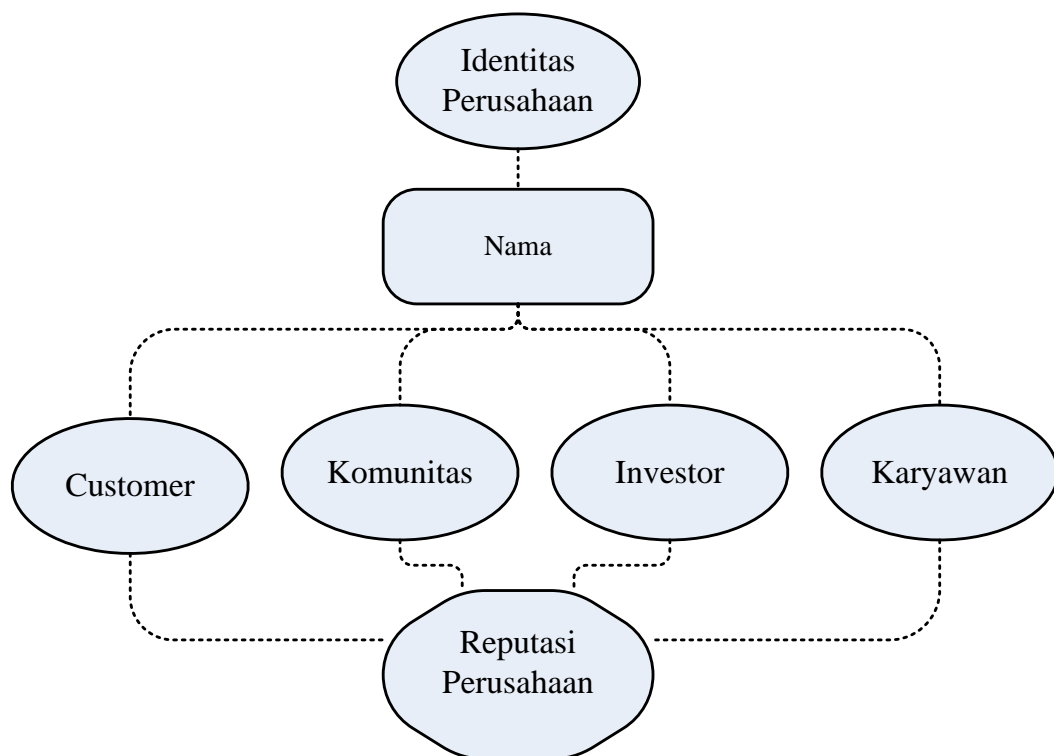 Identitas
Perusahaan
Nama
Customer
Komunitas
Investor
Karyawan
Reputasi
Perusahaan